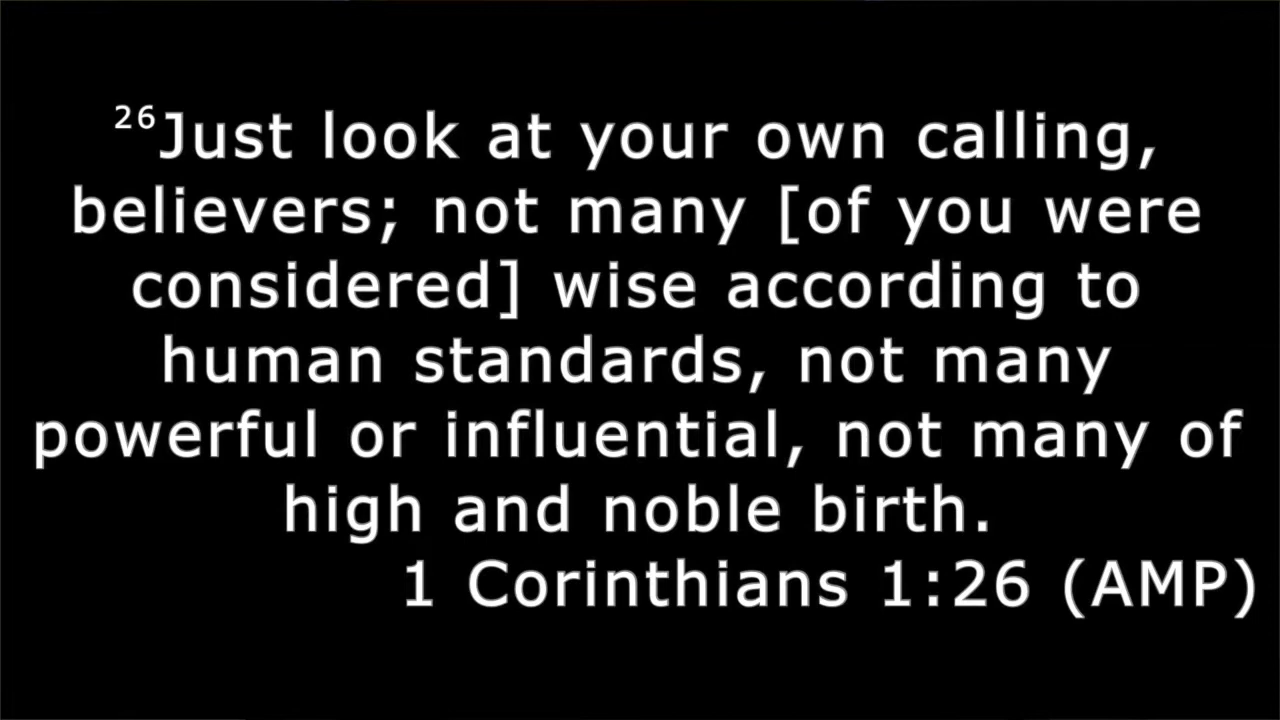 26Just look at your own calling,
believers; not many [of you were
considered] wise according to
human standards, not many
powerful or influential, not many of
high and noble birth.
1 Corinthians 1:26 (AMP)